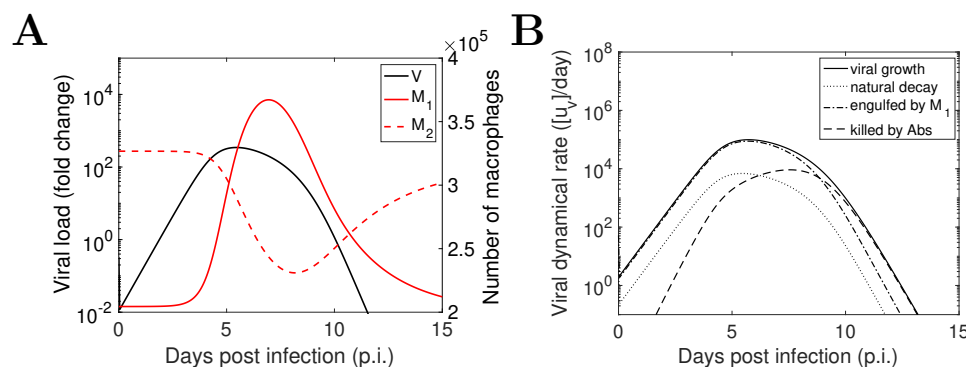 A
Viral load (fold change)
10^4
10^2
10^0
10^-2
0
5
10
15
Days post infection (p.i.)
×10^5
4
3.5
3
2.5
2
Number of macrophages
V
M_1
M_2
B
Viral dynamical rate ([u_v]/day)
10^8
10^6
10^4
10^2
10^0
0
5
10
15
Days post infection (p.i.)
viral growth
natural decay
engulfed by M_1
killed by Abs